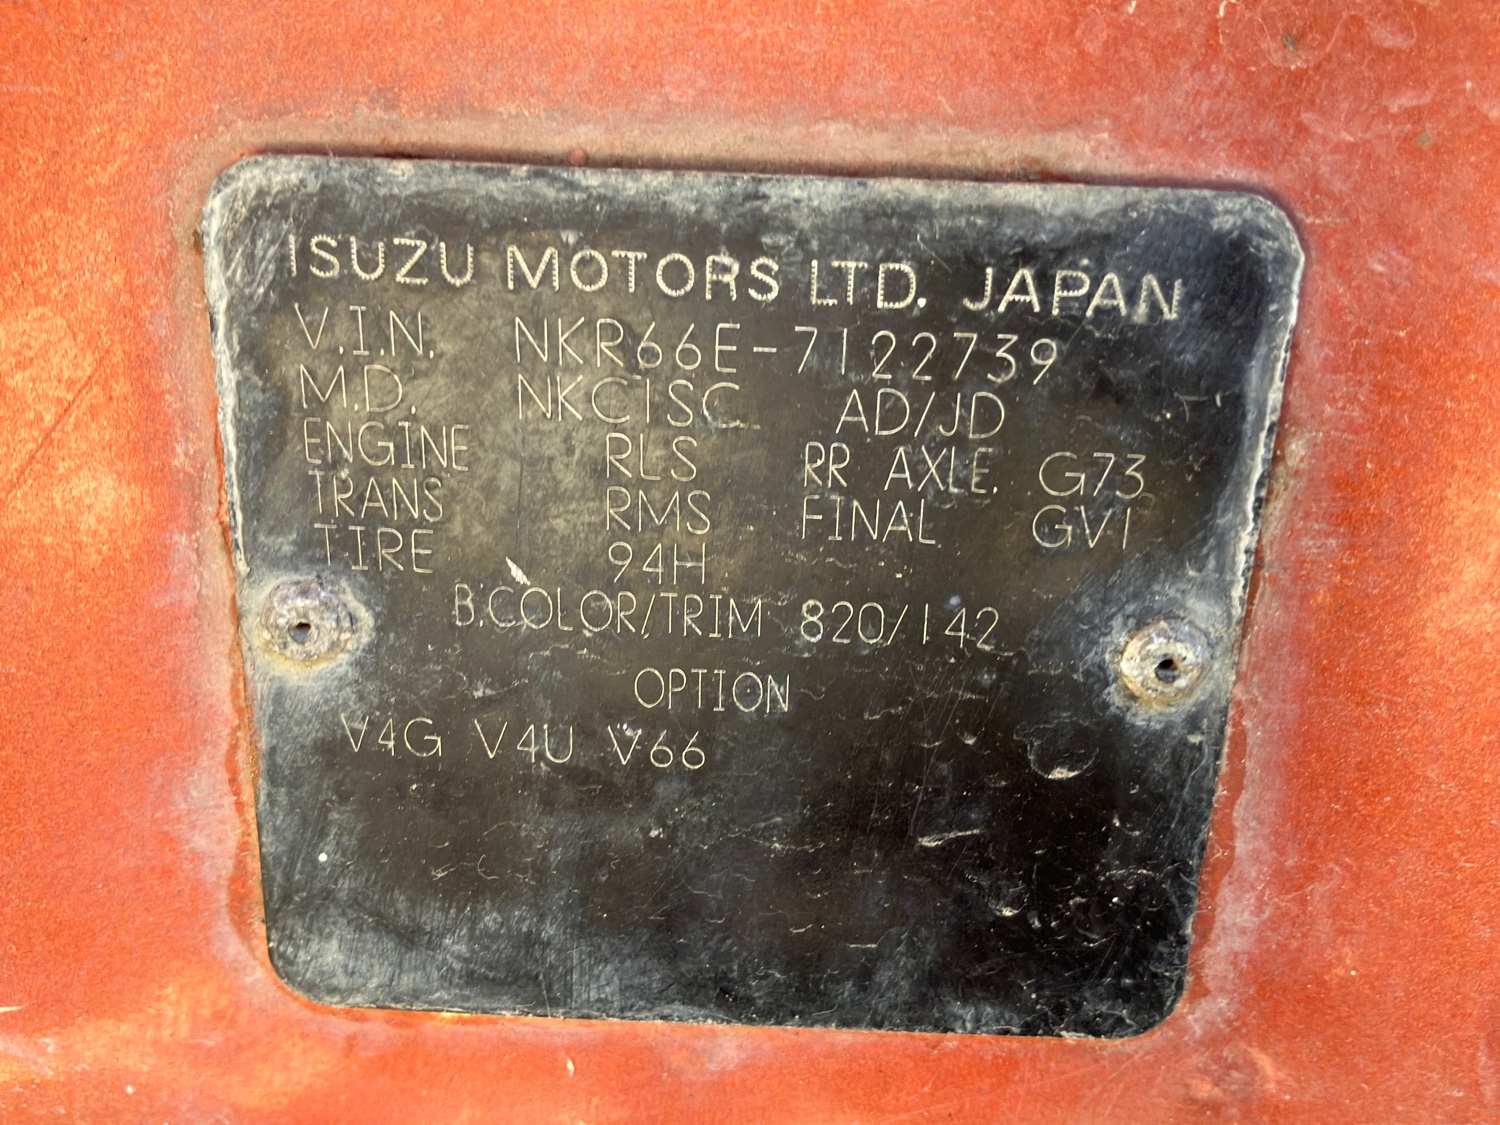 ISUZU MOTORS LTD. JAPAN
V.I.N. NKR66E-7122739
M.D. NKC1SC AD/JD
ENGINE RLS RR AXLE. G73
TRANS RMS FINAL GV1
TIRE 94H
B.COLOR/TRIM 820/142
OPTION
V4G V4U V66